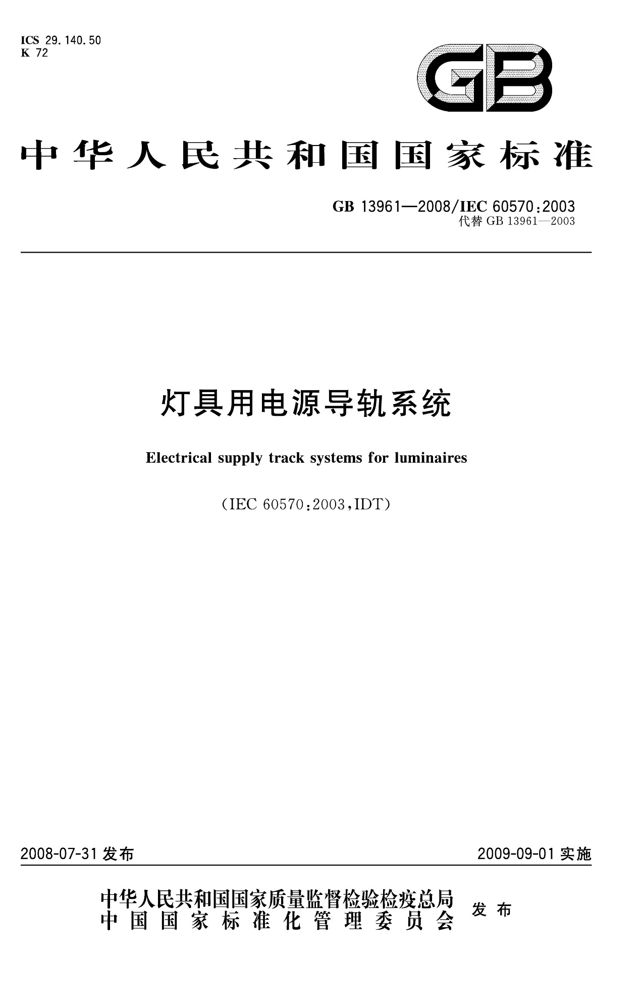 ICS 29.140.50
K 72
GB
中华人民共和国国家标准
GB 13961—2008/IEC 60570:2003
代替 GB 13961—2003
灯具用电源导轨系统
Electrical supply track systems for luminaires
(IEC 60570:2003,IDT)
2008-07-31 发布
2009-09-01 实施
中华人民共和国国家质量监督检验检疫总局
中国国家标准化管理委员会
发布